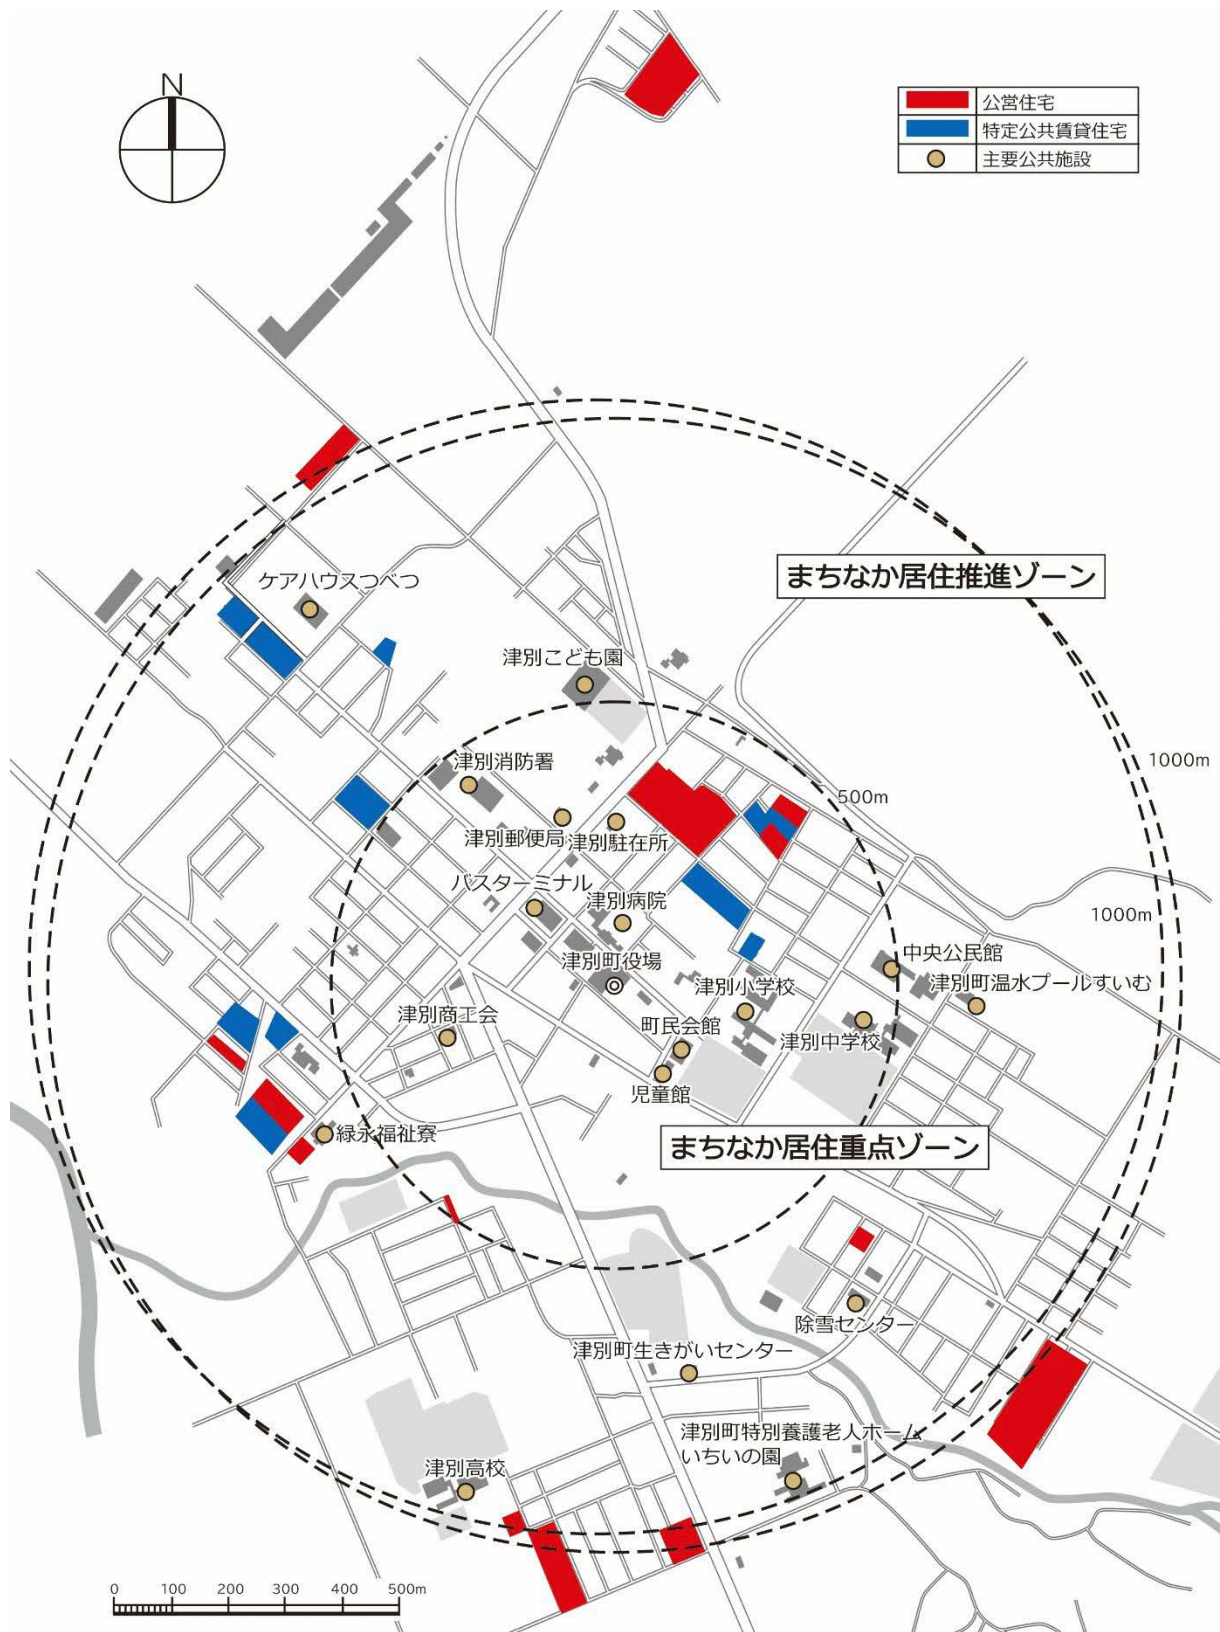 N
公営住宅
特定公共賃貸住宅
主要公共施設
まちなか居住推進ゾーン
ケアハウスつべつ
津別こども園
1000m
津別消防署
500m
津別郵便局
津別駐在所
バスターミナル
津別病院
1000m
中央公民館
津別町役場
津別町温水プールすいむ
津別小学校
津別商工会
町民会館
津別中学校
児童館
緑永福祉寮
まちなか居住重点ゾーン
除雪センター
津別町生きがいセンター
津別町特別養護老人ホーム
いちいの園
津別高校
0 100 200 300 400 500m